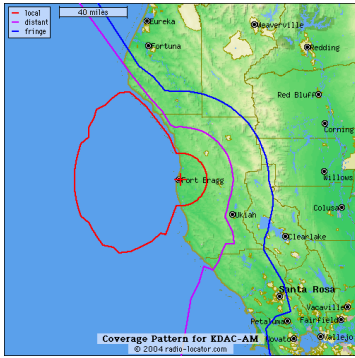 local
distant
fringe
40 miles
Eureka
Weaverville
Fortuna
Redding
Red Bluff
Corning
Willows
Fort Bragg
Colusa
Ukiah
Clearlake
Santa Rosa
Vacaville
Petaluma
Fairfield
Novato
Vallejo
Coverage Pattern for KDAC-AM
© 2004 radio-locator.com